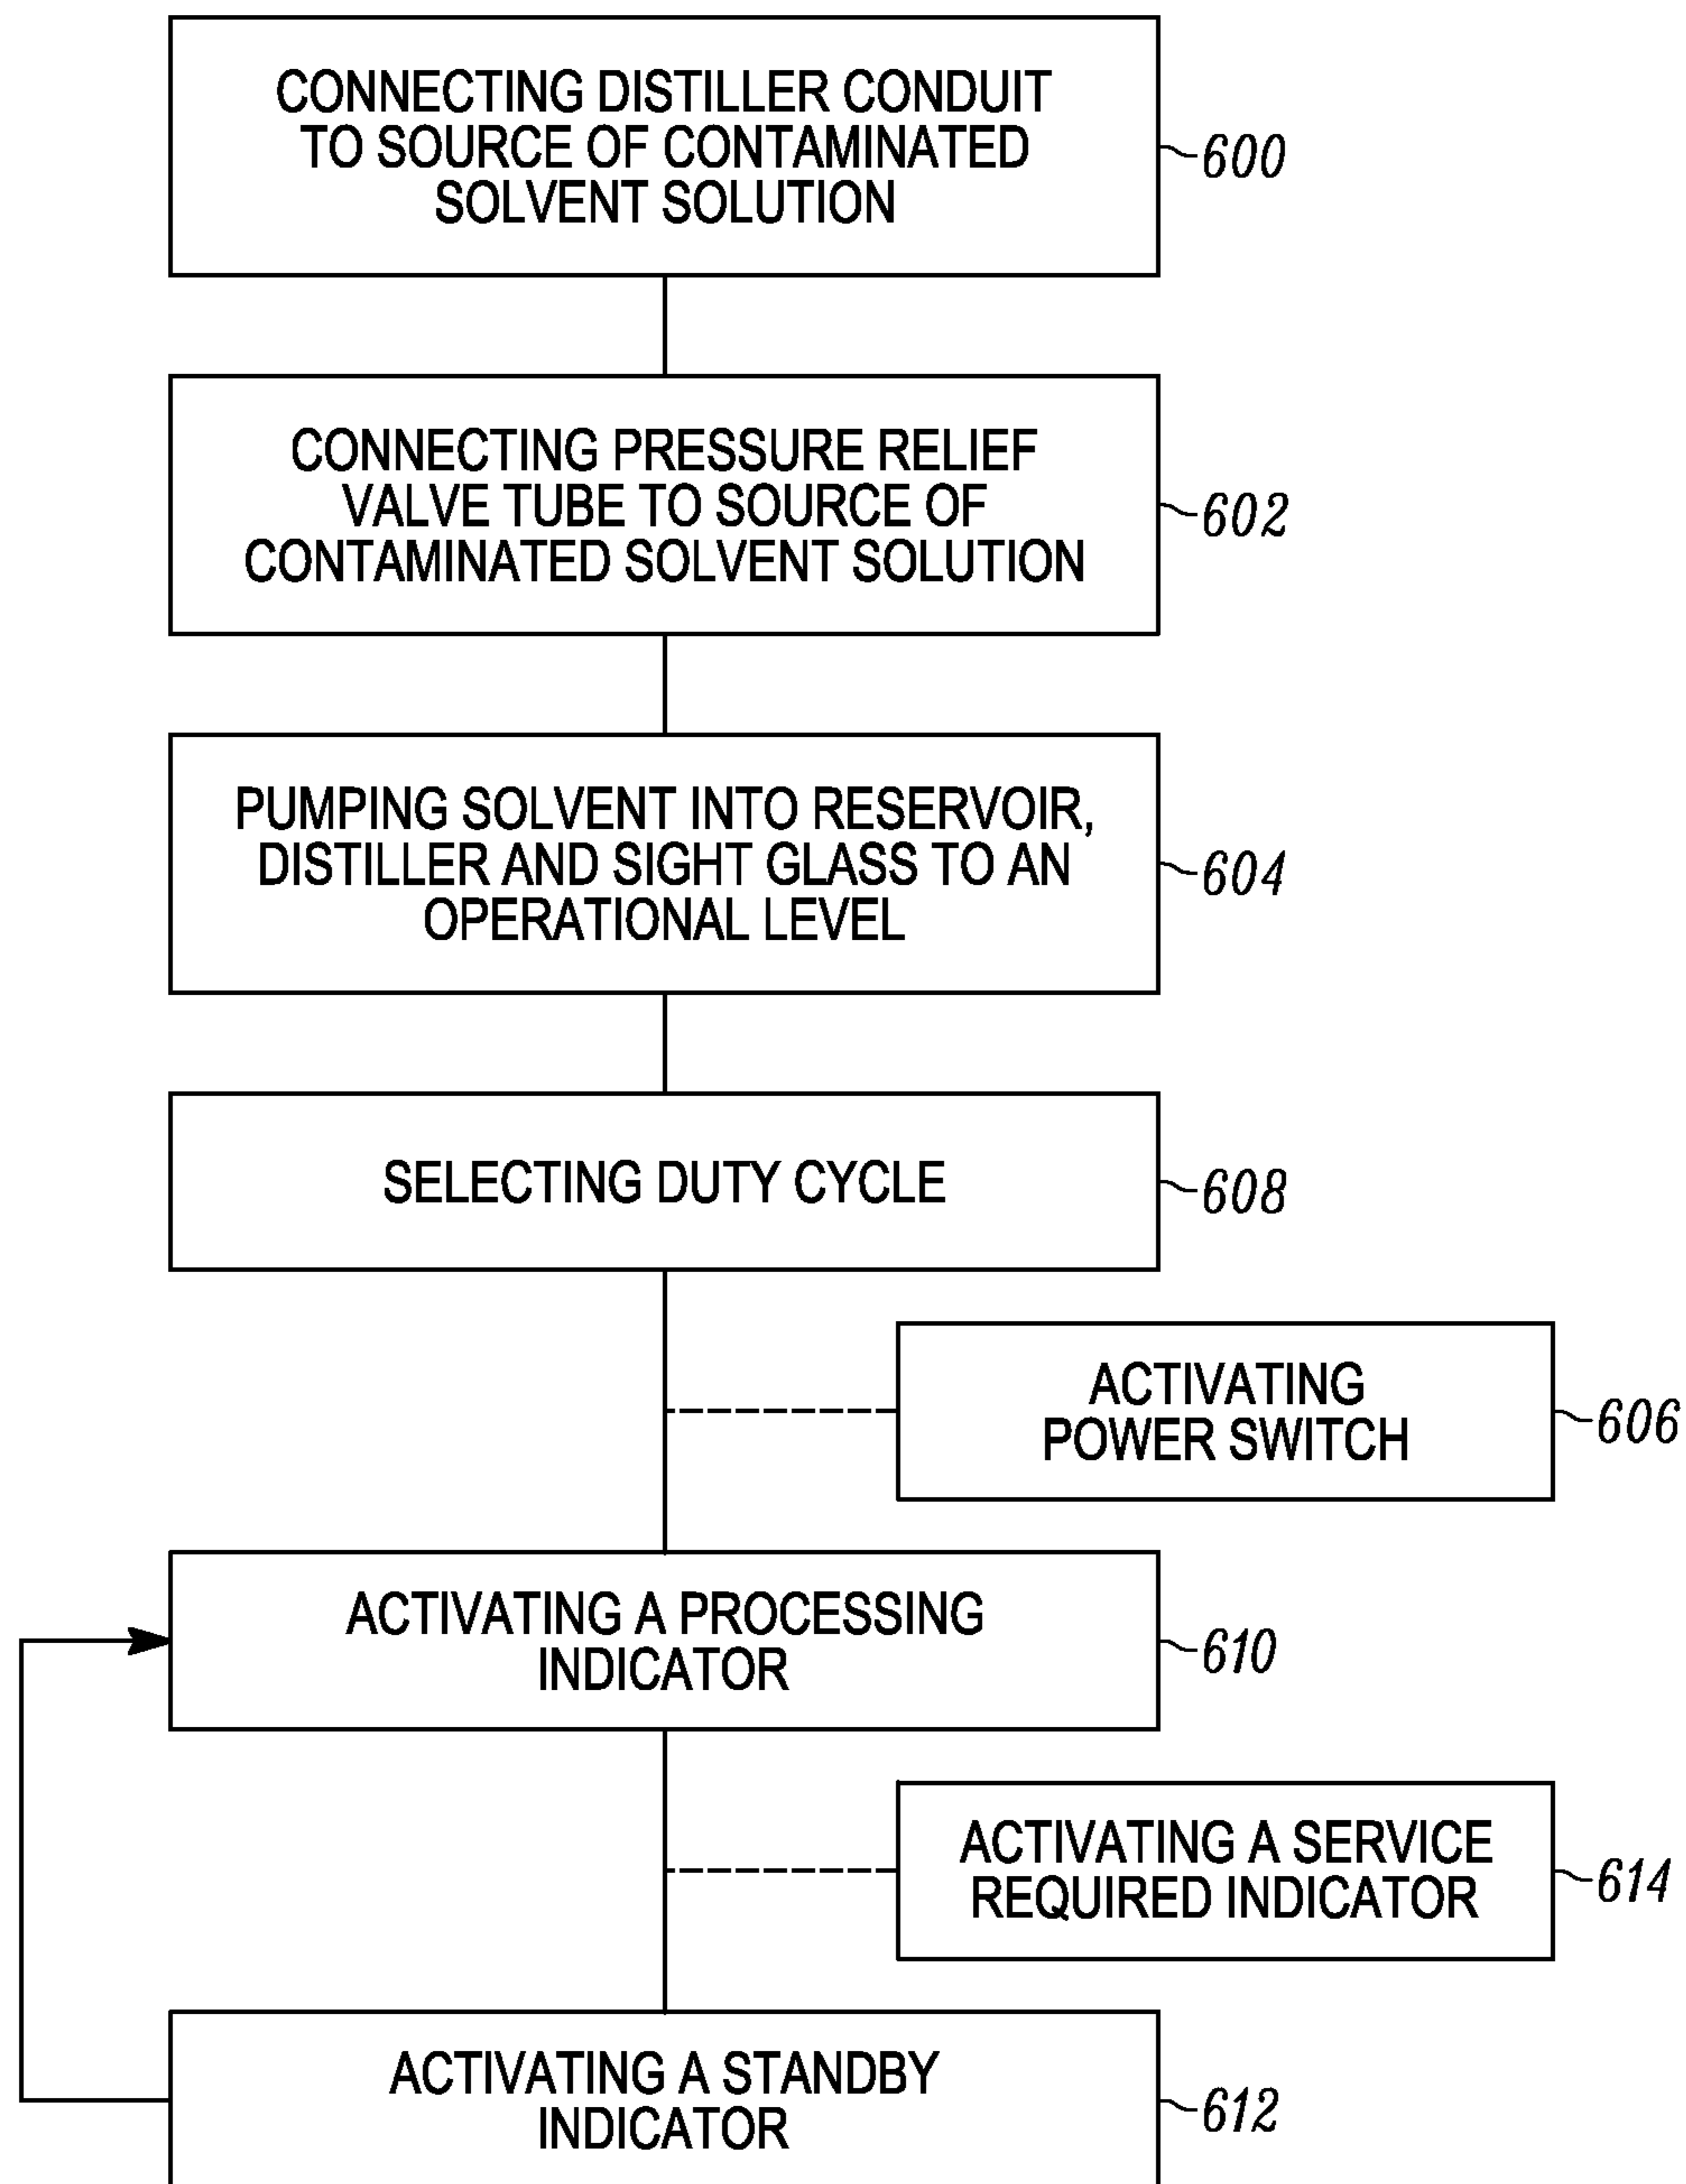 CONNECTING DISTILLER CONDUIT
TO SOURCE OF CONTAMINATED
SOLVENT SOLUTION
600
CONNECTING PRESSURE RELIEF
VALVE TUBE TO SOURCE OF
CONTAMINATED SOLVENT SOLUTION
602
PUMPING SOLVENT INTO RESERVOIR,
DISTILLER AND SIGHT GLASS TO AN
OPERATIONAL LEVEL
604
SELECTING DUTY CYCLE
608
ACTIVATING
POWER SWITCH
606
ACTIVATING A PROCESSING
INDICATOR
610
ACTIVATING A SERVICE
REQUIRED INDICATOR
614
ACTIVATING A STANDBY
INDICATOR
612